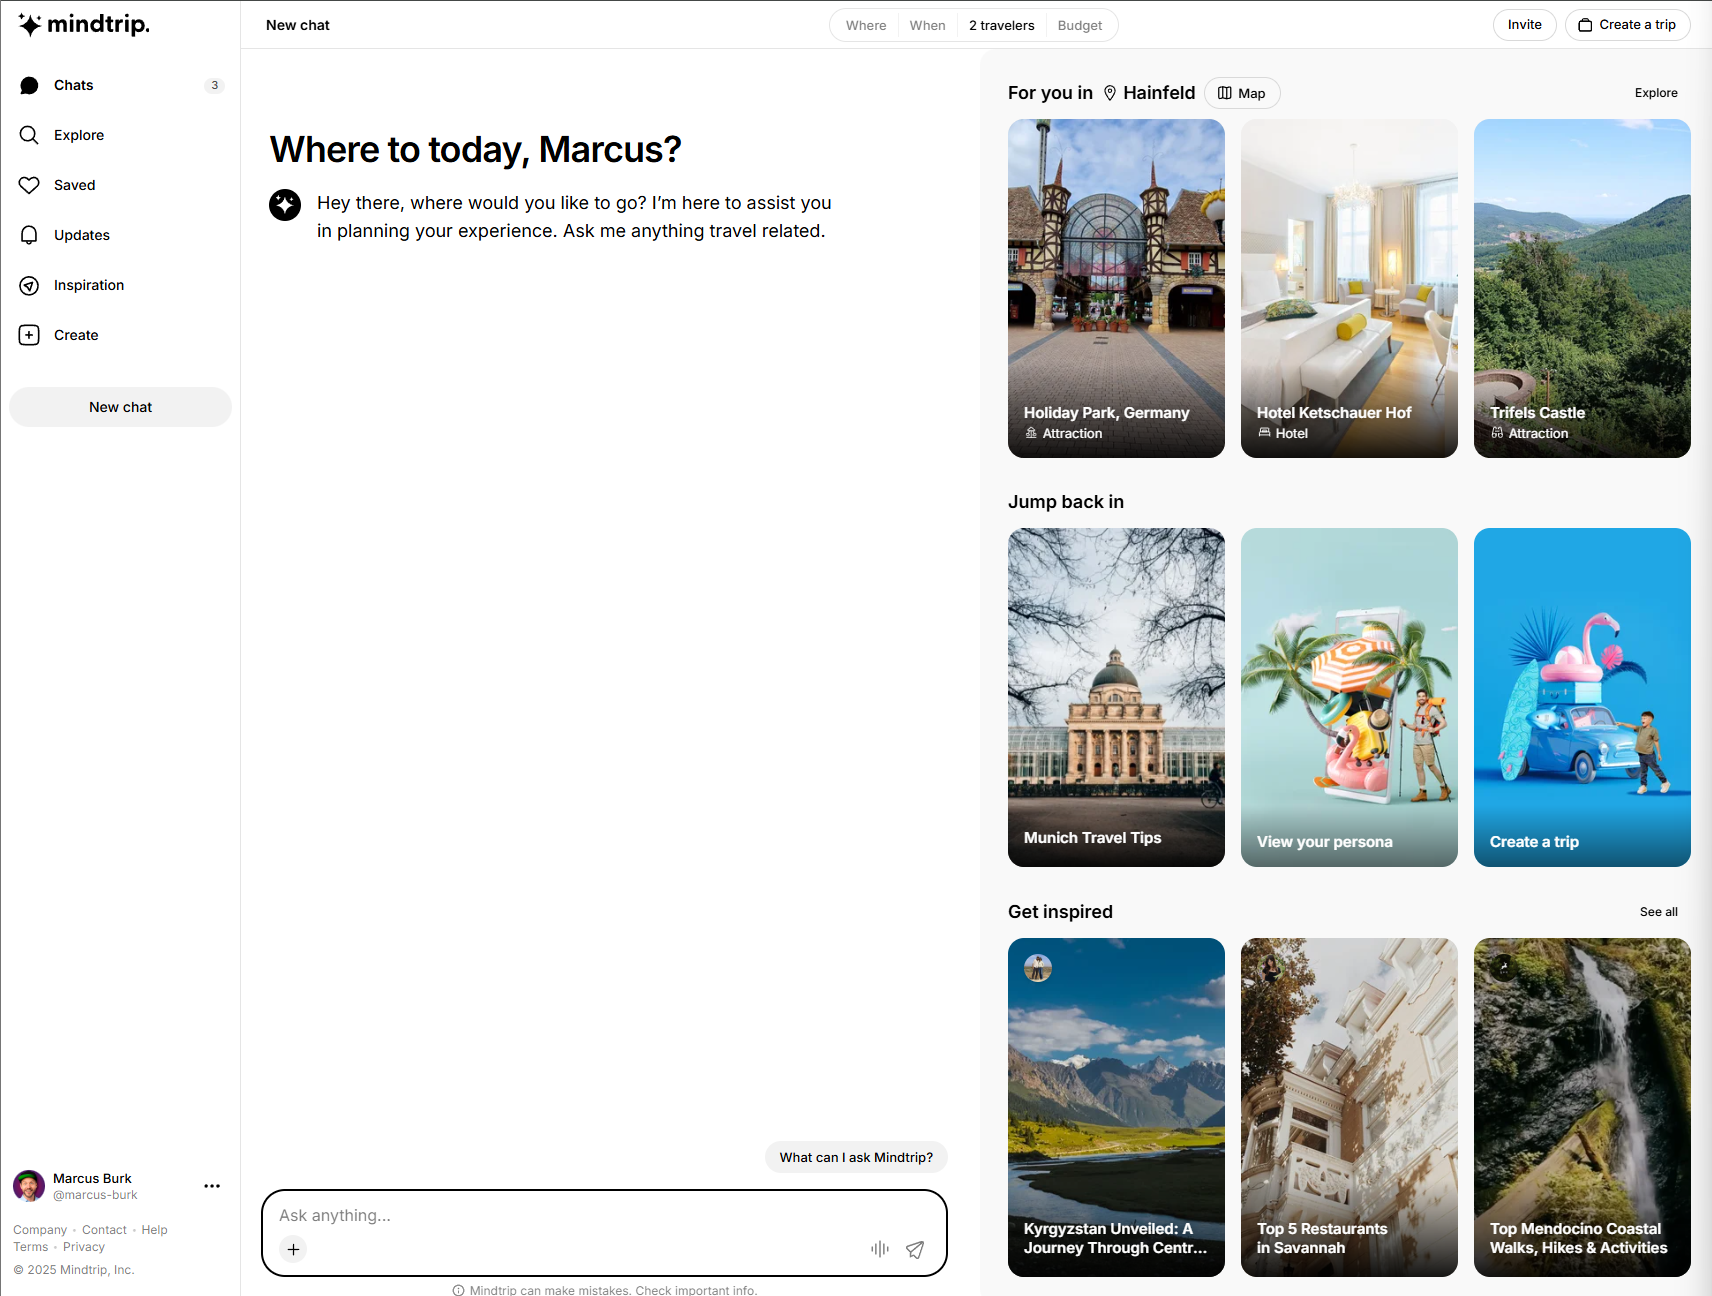 mindtrip.
New chat
Where
When
2 travelers
Budget
Invite
Create a trip
Chats
3
Explore
Saved
Updates
Inspiration
Create
New chat
Where to today, Marcus?
Hey there, where would you like to go? I'm here to assist you
in planning your experience. Ask me anything travel related.
For you in Hainfeld
Map
Explore
Holiday Park, Germany
Attraction
Hotel Ketschauer Hof
Hotel
Trifels Castle
Attraction
Jump back in
Munich Travel Tips
View your persona
Create a trip
Get inspired
See all
Kyrgyzstan Unveiled: A
Journey Through Centr...
Top 5 Restaurants
in Savannah
Top Mendocino Coastal
Walks, Hikes & Activities
What can I ask Mindtrip?
Ask anything...
Mindtrip can make mistakes. Check important info.
Marcus Burk
@marcus-burk
Company • Contact • Help
Terms • Privacy
© 2025 Mindtrip, Inc.